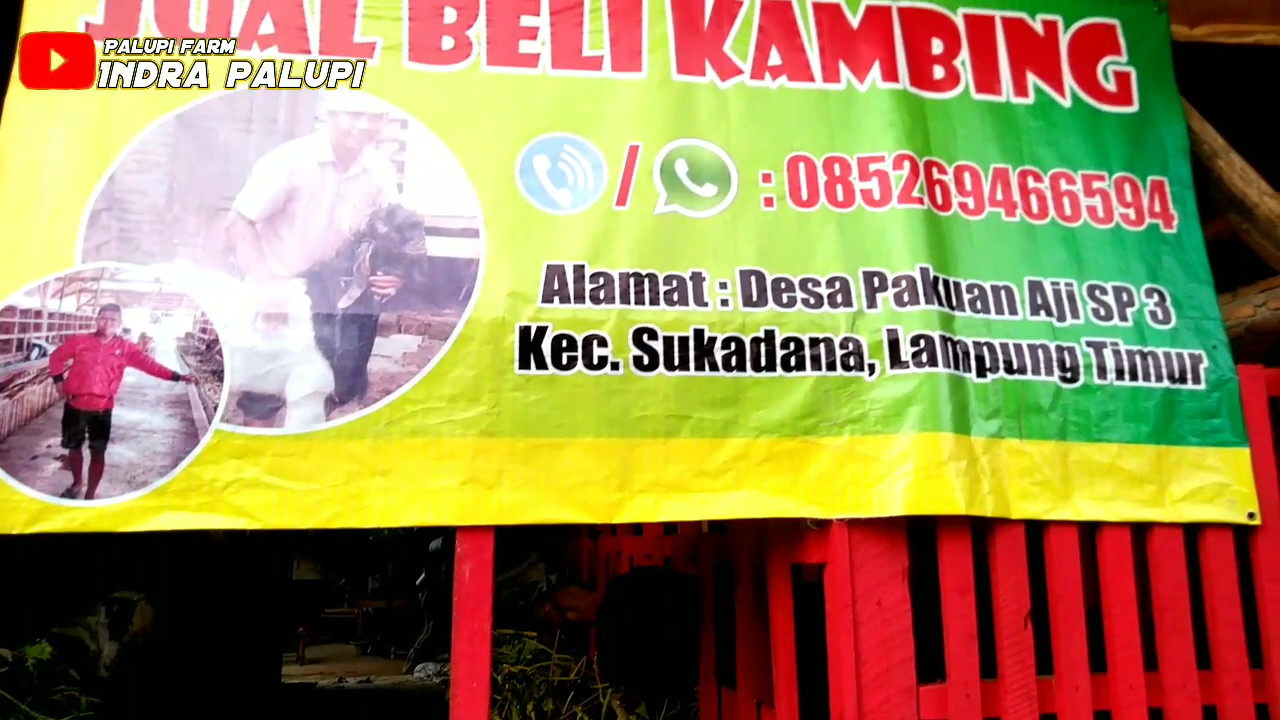 PALUPI FARM
INDRA PALUPI
JUAL BELI KAMBING
/ : 085269466594
Alamat : Desa Pakuan Aji SP 3
Kec. Sukadana, Lampung Timur